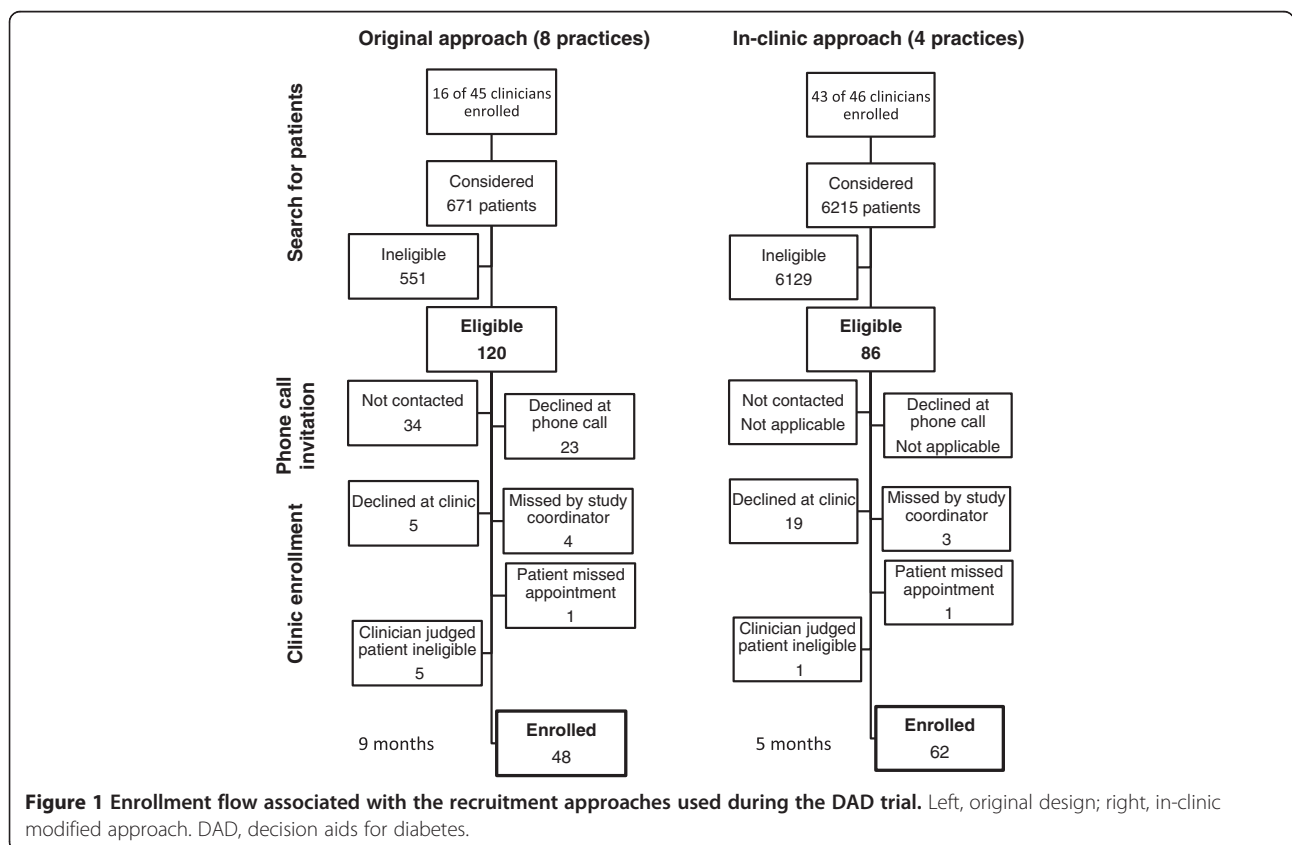 Original approach (8 practices)
In-clinic approach (4 practices)
Search for patients
16 of 45 clinicians
enrolled
43 of 46 clinicians
enrolled
Considered
671 patients
Considered
6215 patients
Ineligible
551
Ineligible
6129
Eligible
120
Eligible
86
Phone call
invitation
Not contacted
34
Declined at
phone call
23
Not contacted
Not applicable
Declined at
phone call
Not applicable
Clinic enrollment
Declined at clinic
5
Missed by study
coordinator
4
Declined at clinic
19
Missed by study
coordinator
3
Patient missed
appointment
1
Patient missed
appointment
1
Clinician judged
patient ineligible
5
Clinician judged
patient ineligible
1
9 months
Enrolled
48
5 months
Enrolled
62
Figure 1 Enrollment flow associated with the recruitment approaches used during the DAD trial. Left, original design; right, in-clinic
modified approach. DAD, decision aids for diabetes.